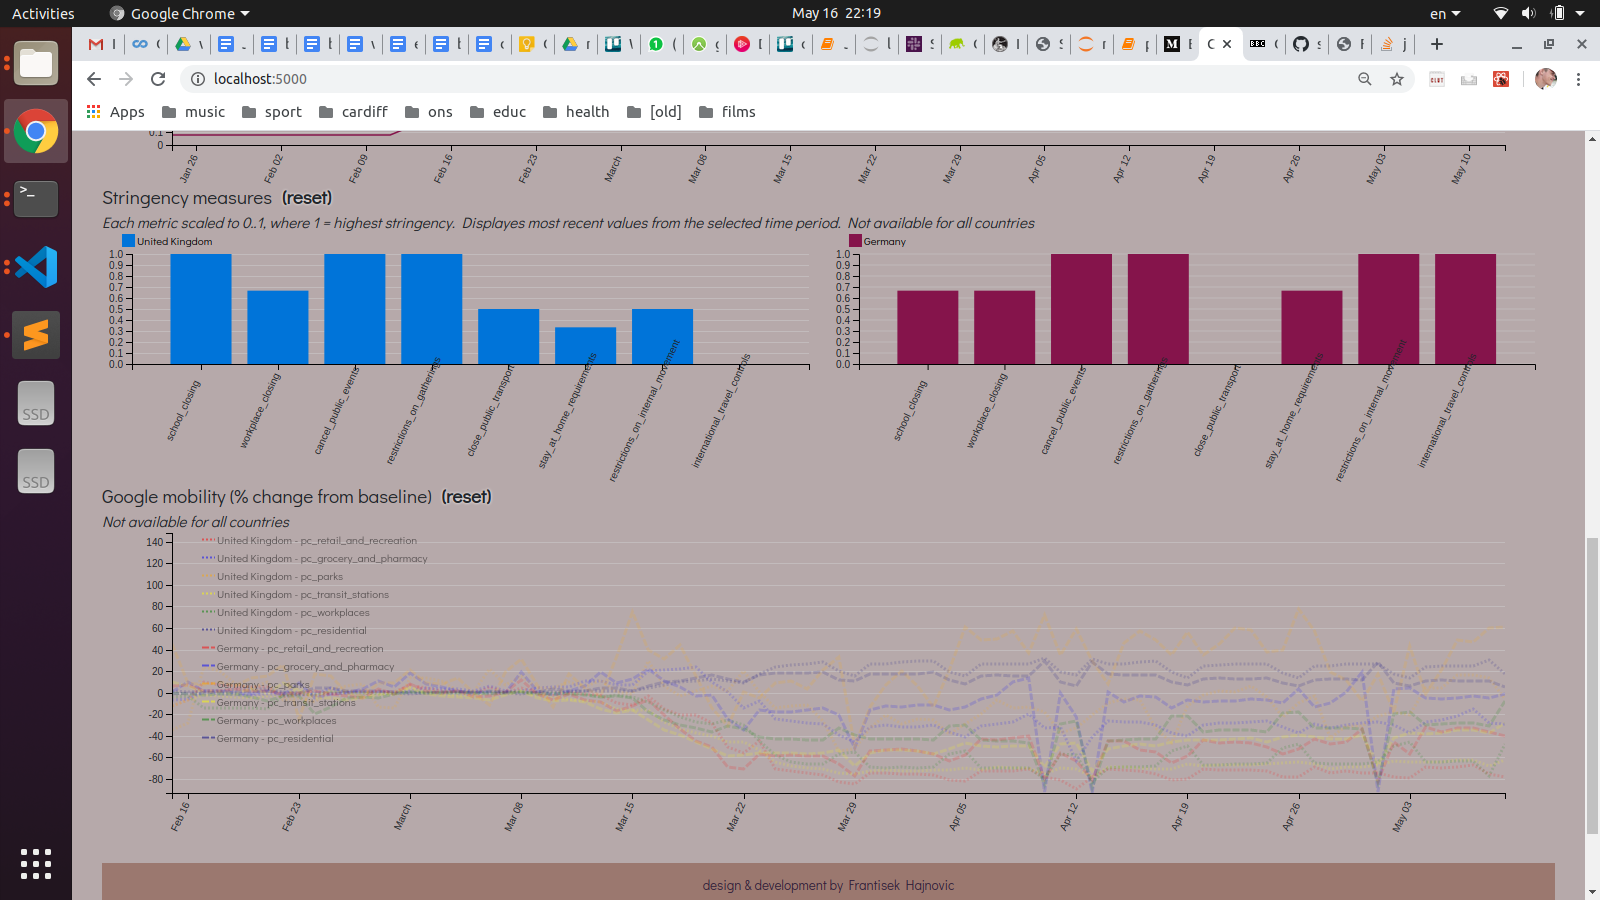 Activities
Google Chrome
May 16 22:19
en
localhost:5000
Apps
music
sport
cardiff
ons
educ
health
[old]
films
0.1
0
Jan 26
Feb 02
Feb 09
Feb 16
Feb 23
March
Mar 08
Mar 15
Mar 22
Mar 29
Apr 05
Apr 12
Apr 19
Apr 26
May 03
May 10
Stringency measures (reset)
Each metric scaled to 0..1, where 1 = highest stringency. Displayes most recent values from the selected time period. Not available for all countries
United Kingdom
1.0
0.9
0.8
0.7
0.6
0.5
0.4
0.3
0.2
0.1
0.0
school_closing
workplace_closing
cancel_public_events
restrictions_on_gatherings
close_public_transport
stay_at_home_requirements
restrictions_on_internal_movement
international_travel_controls
Germany
1.0
0.9
0.8
0.7
0.6
0.5
0.4
0.3
0.2
0.1
0.0
school_closing
workplace_closing
cancel_public_events
restrictions_on_gatherings
close_public_transport
stay_at_home_requirements
restrictions_on_internal_movement
international_travel_controls
Google mobility (% change from baseline) (reset)
Not available for all countries
140
120
100
80
60
40
20
0
-20
-40
-60
-80
United Kingdom - pc_retail_and_recreation
United Kingdom - pc_grocery_and_pharmacy
United Kingdom - pc_parks
United Kingdom - pc_transit_stations
United Kingdom - pc_workplaces
United Kingdom - pc_residential
Germany - pc_retail_and_recreation
Germany - pc_grocery_and_pharmacy
Germany - pc_parks
Germany - pc_transit_stations
Germany - pc_workplaces
Germany - pc_residential
Feb 16
Feb 23
March
Mar 08
Mar 15
Mar 22
Mar 29
Apr 05
Apr 12
Apr 19
Apr 26
May 03
design & development by Frantisek Hajnovic
SSD
SSD